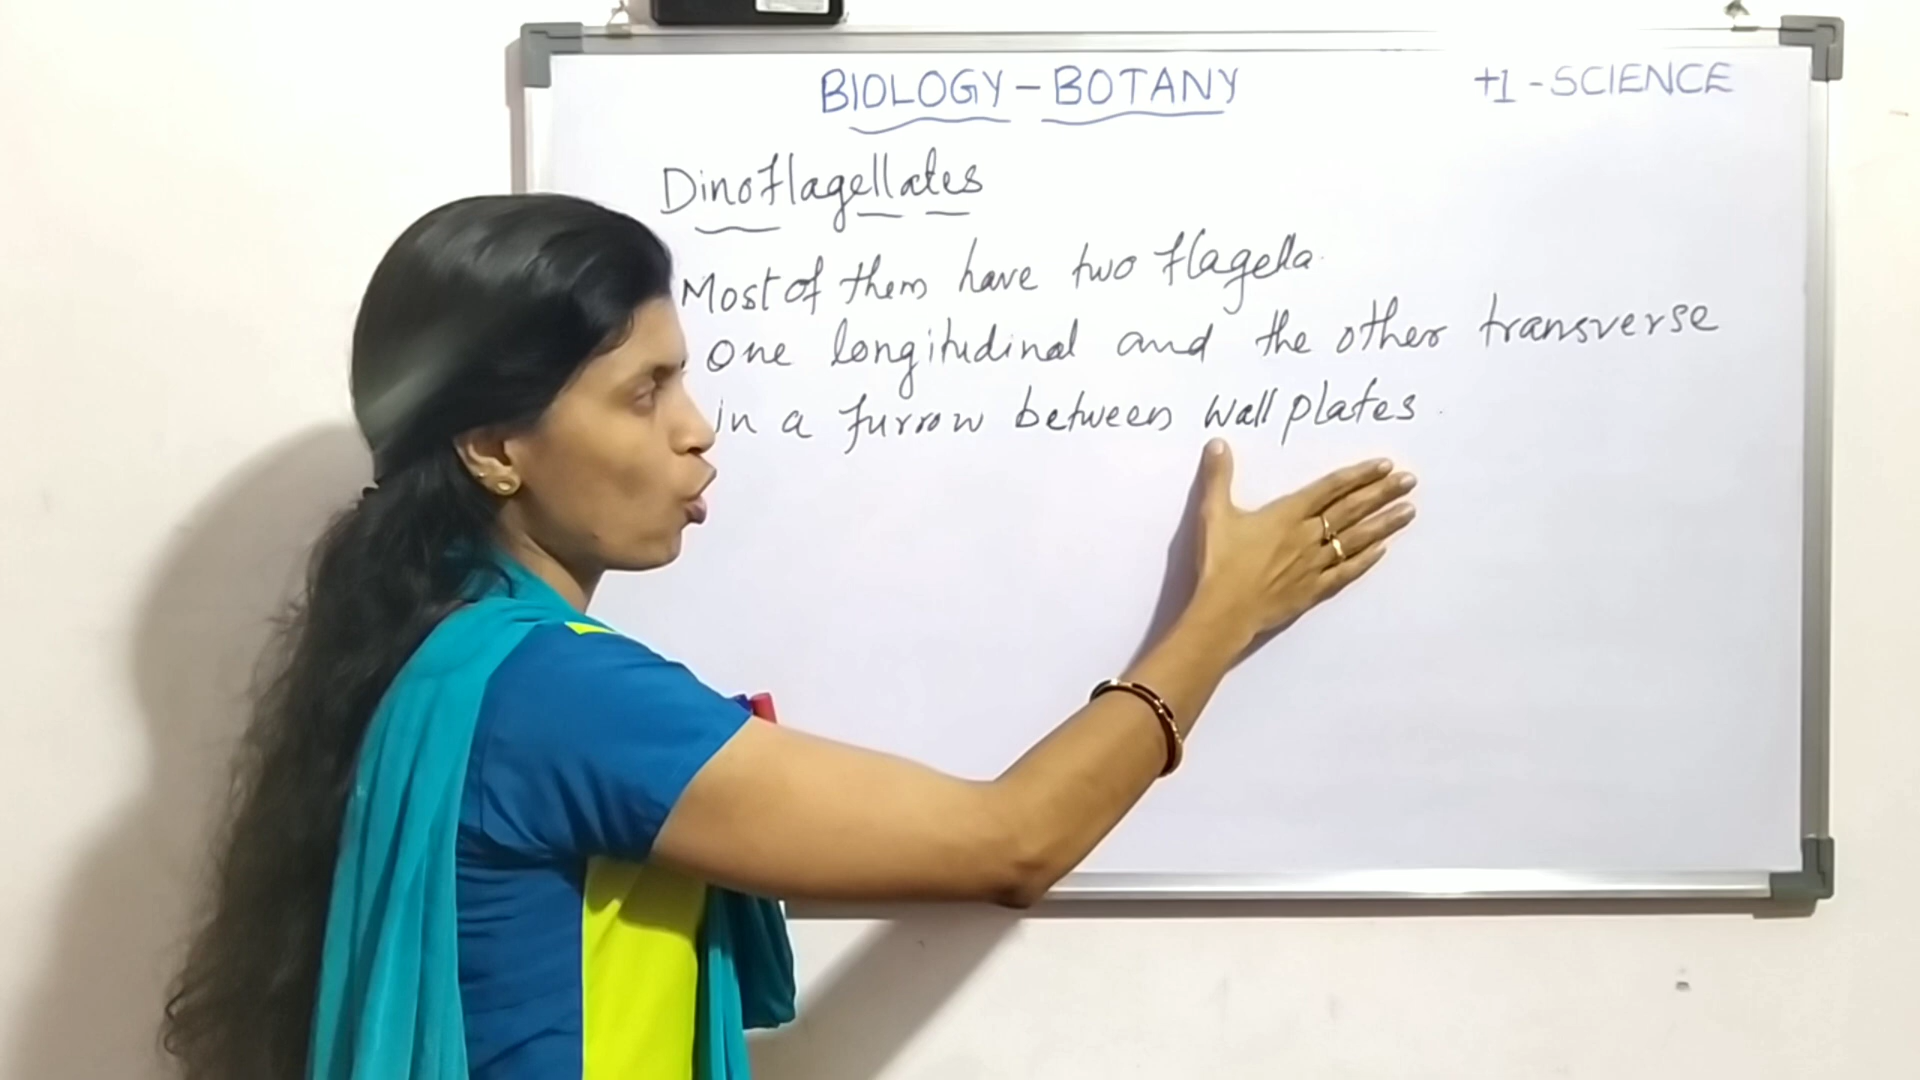 BIOLOGY - BOTANY
+1 - SCIENCE
Dinoflagellates
Most of them have two flagella.
one longitudinal and the other transverse
in a furrow between wall plates.